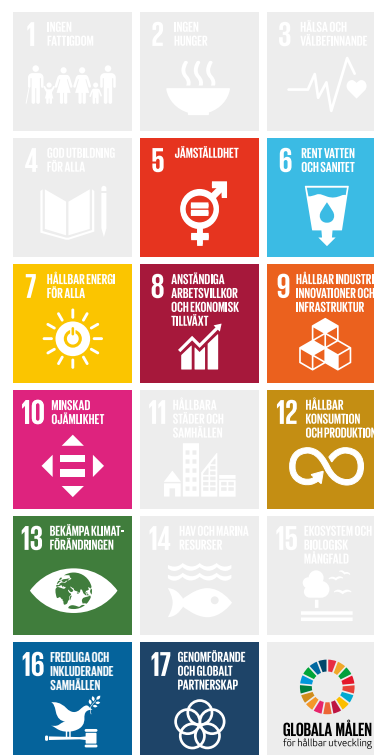 1 INGEN
FATTIGDOM
2 INGEN
HUNGER
3 HÄLSA OCH
VÄLBEFINNANDE
4 GOD UTBILDNING
FÖR ALLA
5 JÄMSTÄLLDHET
6 RENT VATTEN
OCH SANITET
7 HÅLLBAR ENERGI
FÖR ALLA
8 ANSTÄNDIGA
ARBETSVILLKOR
OCH EKONOMISK
TILLVÄXT
9 HÅLLBAR INDUSTRI
INNOVATIONER OCH
INFRASTRUKTUR
10 MINSKAD
OJÄMLIKHET
11 HÅLLBARA
STÄDER OCH
SAMHÄLLEN
12 HÅLLBAR
KONSUMTION
OCH PRODUKTION
13 BEKÄMPA KLIMAT-
FÖRÄNDRINGEN
14 HAV OCH MARINA
RESURSER
15 EKOSYSTEM OCH
BIOLOGISK
MÅNGFALD
16 FREDLIGA OCH
INKLUDERANDE
SAMHÄLLEN
17 GENOMFÖRANDE
OCH GLOBALT
PARTNERSKAP
GLOBALA MÅLEN
för hållbar utveckling